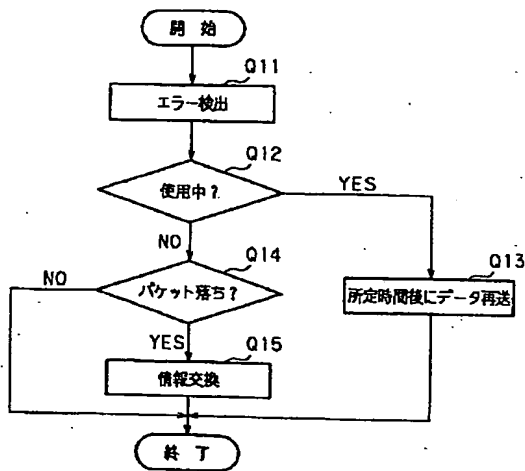 開始
Q11
エラー検出
Q12
使用中?
YES
NO
Q14
NO
パケット落ち?
Q13
所定時間後にデータ再送
YES
Q15
情報交換
終了